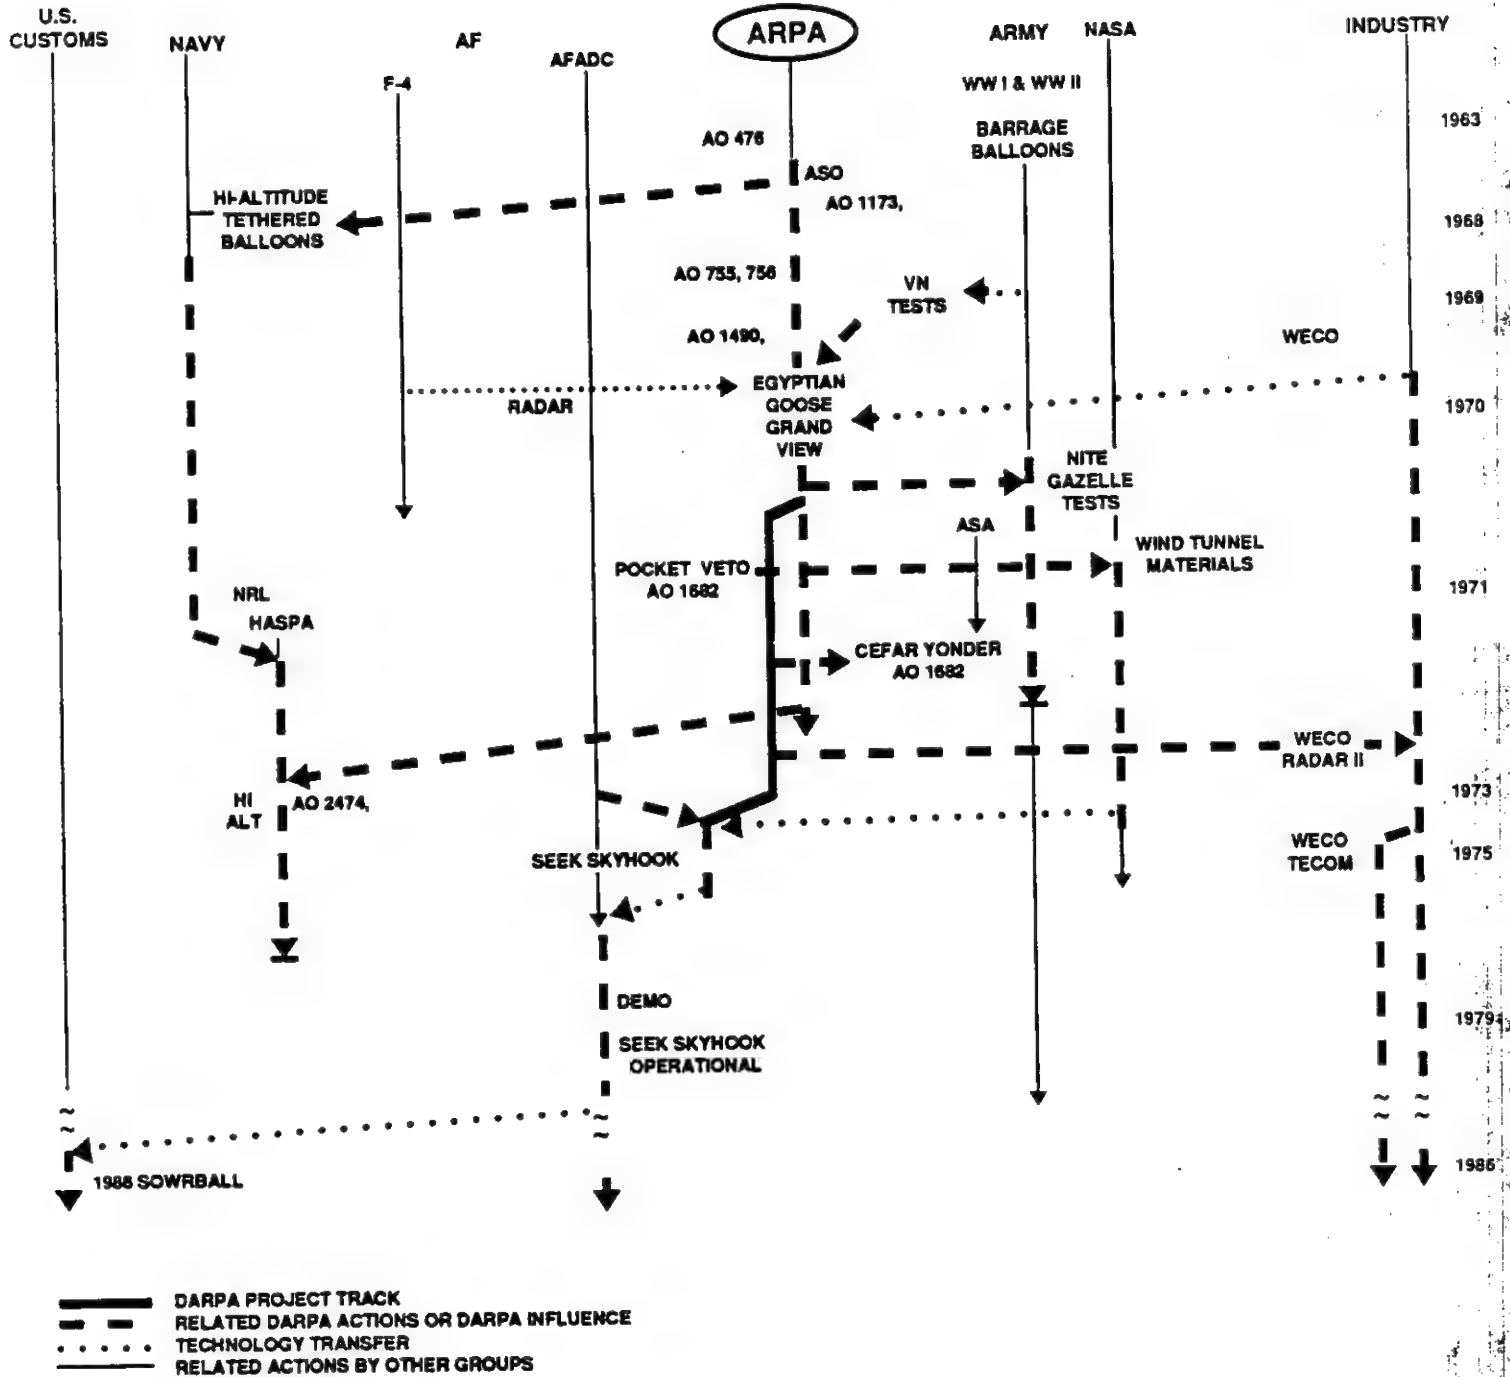 U.S.
CUSTOMS
NAVY
AF
F-4
AFADC
ARPA
ARMY
NASA
INDUSTRY
WW I & WW II
BARRAGE
BALLOONS
1963
AO 476
ASO
AO 1173,
HI-ALTITUDE
TETHERED
BALLOONS
1968
AO 755, 756
VN
TESTS
1969
AO 1490,
WECO
RADAR
EGYPTIAN
GOOSE
GRAND
VIEW
1970
NITE
GAZELLE
TESTS
ASA
WIND TUNNEL
MATERIALS
POCKET VETO
AO 1682
1971
NRL
HASPA
CEFAR YONDER
AO 1682
WECO
RADAR II
HI
ALT
AO 2474,
1973
SEEK SKYHOOK
WECO
TECOM
1975
DEMO
1979
SEEK SKYHOOK
OPERATIONAL
1986 SOWRBALL
1986
DARPA PROJECT TRACK
RELATED DARPA ACTIONS OR DARPA INFLUENCE
TECHNOLOGY TRANSFER
RELATED ACTIONS BY OTHER GROUPS